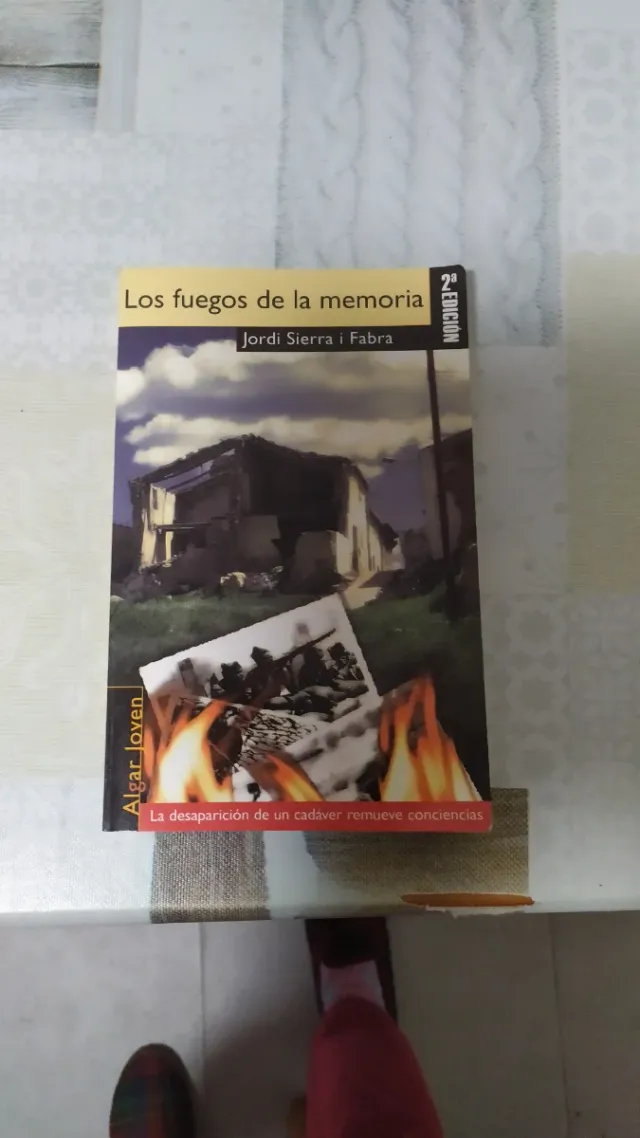 Los fuegos de la memoria
2ª EDICIÓN
Jordi Sierra i Fabra
Algar Joven
La desaparición de un cadáver remueve conciencias